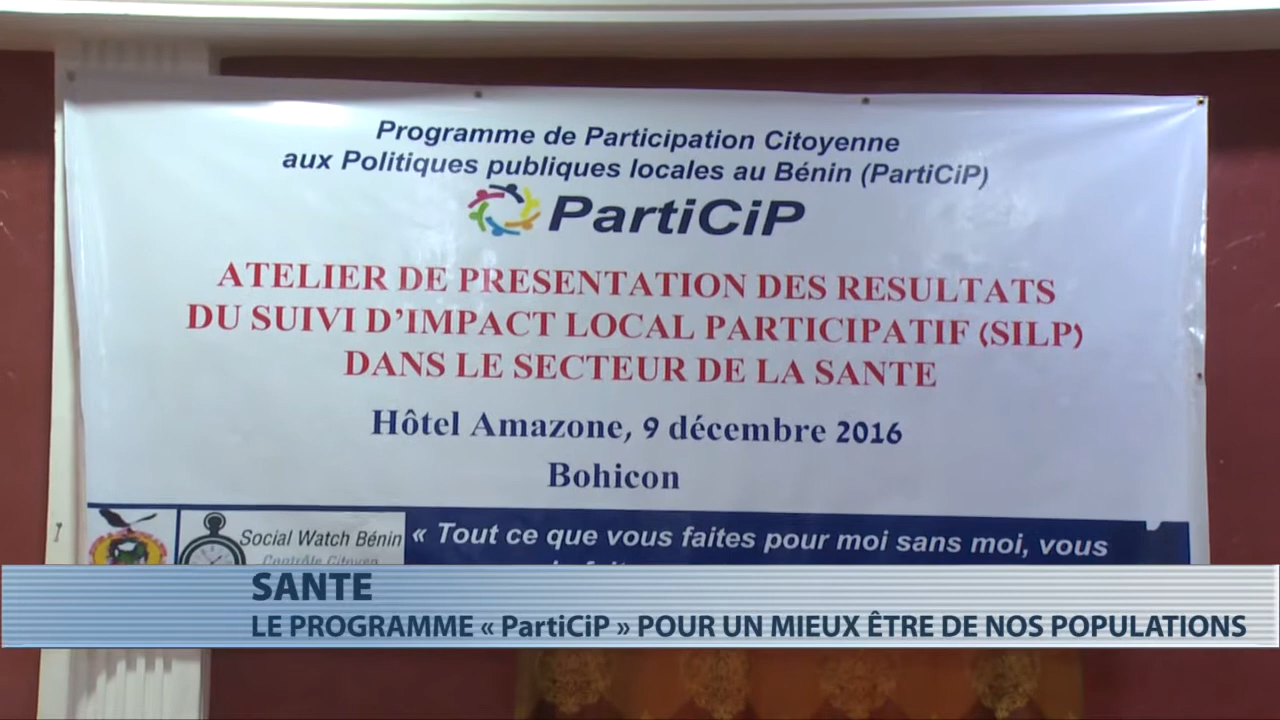 Programme de Participation Citoyenne
aux Politiques publiques locales au Bénin (PartiCiP)
PartiCiP
ATELIER DE PRESENTATION DES RESULTATS
DU SUIVI D'IMPACT LOCAL PARTICIPATIF (SILP)
DANS LE SECTEUR DE LA SANTE
Hôtel Amazone, 9 décembre 2016
Bohicon
Social Watch Bénin
Contrôle Citoyen
« Tout ce que vous faites pour moi sans moi, vous
SANTE
LE PROGRAMME « PartiCiP » POUR UN MIEUX ÊTRE DE NOS POPULATIONS